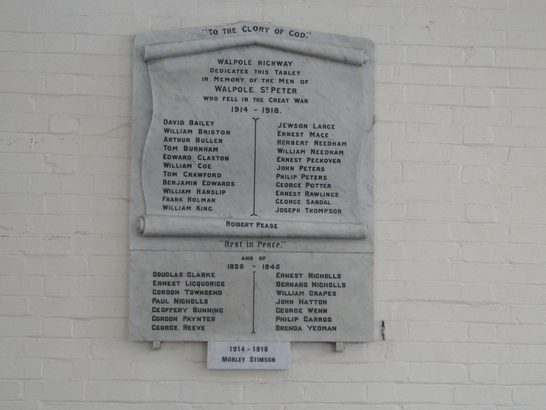 "To the Glory of God."
Walpole Highway
Dedicates this Tablet
in Memory of the Men of
Walpole St Peter
who fell in the Great War
1914 - 1918.
David Bailey
William Briston
Arthur Bullen
Tom Burnham
Edward Claxton
William Coe
Tom Crawford
Benjamin Edwards
William Hanslip
Frank Holman
William King
Jewson Large
Ernest Mace
Herbert Needham
William Needham
Ernest Peckover
John Peters
Philip Peters
George Potter
Ernest Rawlings
George Sandal
Joseph Thompson
Robert Pease
"Rest in Peace."
and of
1939 - 1945
Douglas Clarke
Ernest Licquorice
Gordon Townsend
Paul Nicholls
Geoffery Bunning
Gordon Paynter
George Reeve
Ernest Nicholls
Bernard Nicholls
William Grapes
John Hatton
George Wenn
Philip Carrod
Brenda Yeoman
1914 - 1918
Morley Stimson